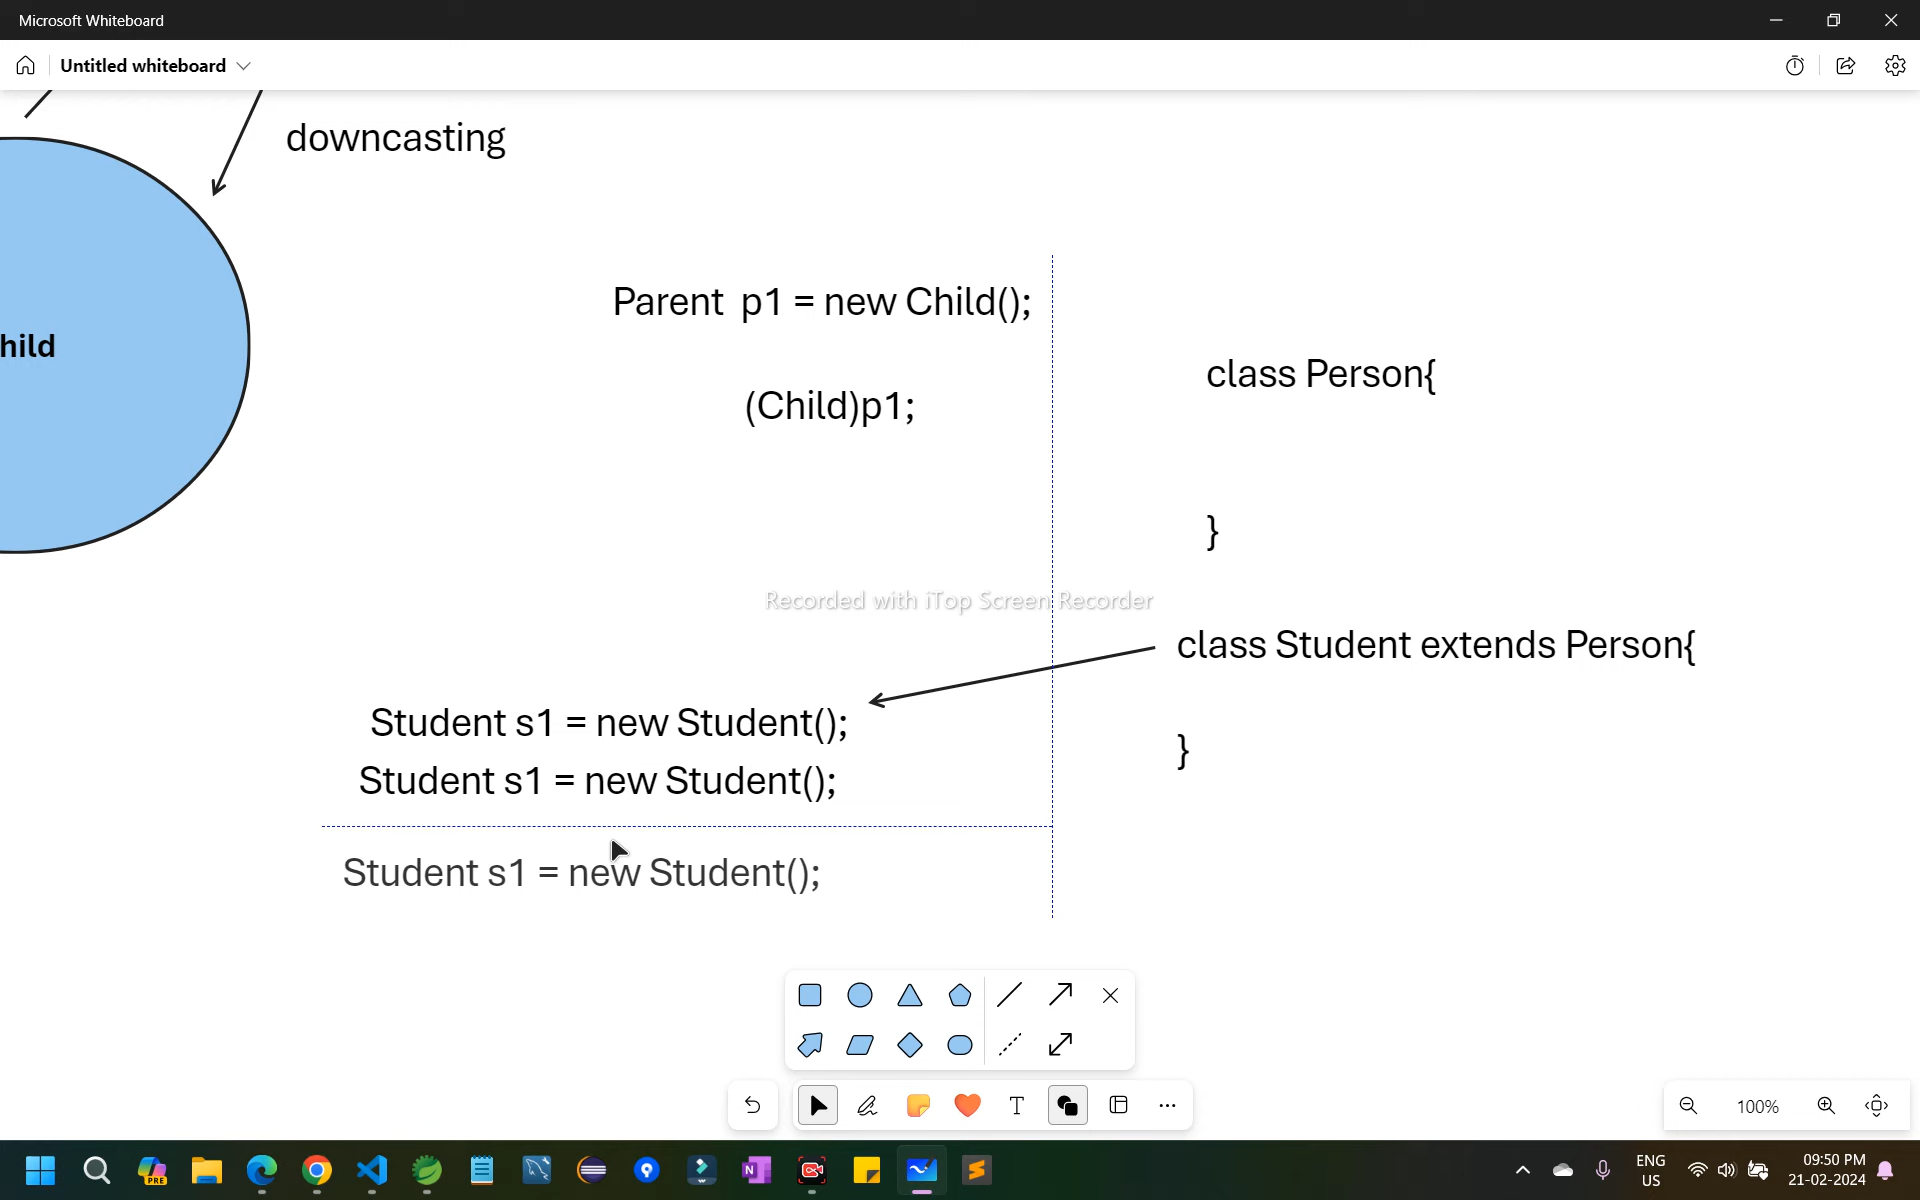 Microsoft Whiteboard
Untitled whiteboard
downcasting
hild
Parent p1 = new Child();
(Child)p1;
class Person{
}
Recorded with iTop Screen Recorder
class Student extends Person{
}
Student s1 = new Student();
Student s1 = new Student();
Student s1 = new Student();
100%
PRE
ENG
US
09:50 PM
21-02-2024